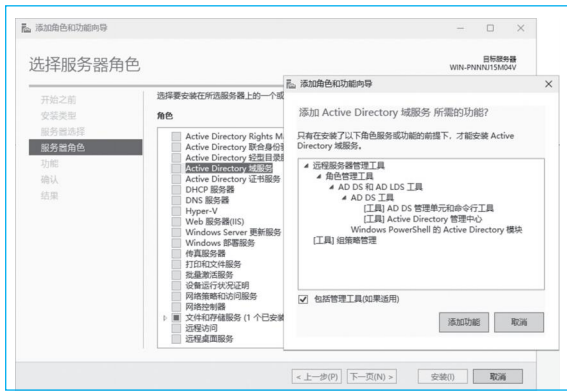 添加角色和功能向导
选择服务器角色
目标服务器
WIN-PNNNJ15M04V
开始之前
安装类型
服务器选择
服务器角色
功能
确认
结果
选择要安装在所选服务器上的一个或
角色
Active Directory Rights Ma
Active Directory 联合身份验
Active Directory 轻型目录服
Active Directory 域服务
Active Directory 证书服务
DHCP 服务器
DNS 服务器
Hyper-V
Web 服务器(IIS)
Windows Server 更新服务
Windows 部署服务
传真服务器
打印和文件服务
批量激活服务
设备运行状况证明
网络策略和访问服务
网络控制器
文件和存储服务 (1 个已安装
远程访问
远程桌面服务
< 上一步(P)
下一页(N) >
安装(I)
取消
添加角色和功能向导
添加 Active Directory 域服务 所需的功能?
只有在安装了以下角色服务或功能的前提下，才能安装 Active
Directory 域服务。
远程服务器管理工具
角色管理工具
AD DS 和 AD LDS 工具
AD DS 工具
[工具] AD DS 管理单元和命令行工具
[工具] Active Directory 管理中心
Windows PowerShell 的 Active Directory 模块
[工具] 组策略管理
包括管理工具(如果适用)
添加功能
取消